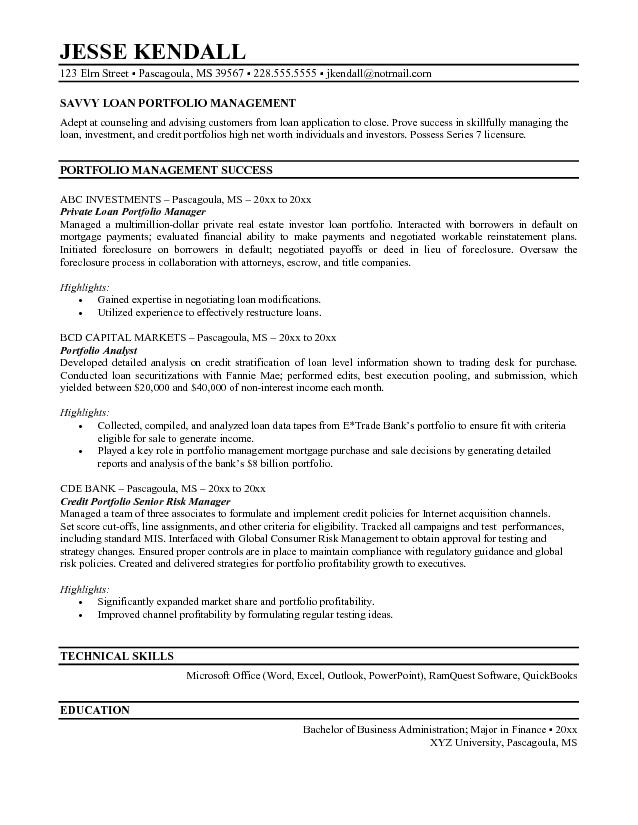 JESSE KENDALL
123 Elm Street ▪ Pascagoula, MS 39567 ▪ 228.555.5555 ▪ jkendall@notmail.com
SAVVY LOAN PORTFOLIO MANAGEMENT
Adept at counseling and advising customers from loan application to close. Prove success in skillfully managing the
loan, investment, and credit portfolios high net worth individuals and investors. Possess Series 7 licensure.
PORTFOLIO MANAGEMENT SUCCESS
ABC INVESTMENTS – Pascagoula, MS – 20xx to 20xx
Private Loan Portfolio Manager
Managed a multimillion-dollar private real estate investor loan portfolio. Interacted with borrowers in default on
mortgage payments; evaluated financial ability to make payments and negotiated workable reinstatement plans.
Initiated foreclosure on borrowers in default; negotiated payoffs or deed in lieu of foreclosure. Oversaw the
foreclosure process in collaboration with attorneys, escrow, and title companies.
Highlights:
• Gained expertise in negotiating loan modifications.
• Utilized experience to effectively restructure loans.
BCD CAPITAL MARKETS – Pascagoula, MS – 20xx to 20xx
Portfolio Analyst
Developed detailed analysis on credit stratification of loan level information shown to trading desk for purchase.
Conducted loan securitizations with Fannie Mae; performed edits, best execution pooling, and submission, which
yielded between $20,000 and $40,000 of non-interest income each month.
Highlights:
• Collected, compiled, and analyzed loan data tapes from E*Trade Bank’s portfolio to ensure fit with criteria
eligible for sale to generate income.
• Played a key role in portfolio management mortgage purchase and sale decisions by generating detailed
reports and analysis of the bank’s $8 billion portfolio.
CDE BANK – Pascagoula, MS – 20xx to 20xx
Credit Portfolio Senior Risk Manager
Managed a team of three associates to formulate and implement credit policies for Internet acquisition channels.
Set score cut-offs, line assignments, and other criteria for eligibility. Tracked all campaigns and test performances,
including standard MIS. Interfaced with Global Consumer Risk Management to obtain approval for testing and
strategy changes. Ensured proper controls are in place to maintain compliance with regulatory guidance and global
risk policies. Created and delivered strategies for portfolio profitability growth to executives.
Highlights:
• Significantly expanded market share and portfolio profitability.
• Improved channel profitability by formulating regular testing ideas.
TECHNICAL SKILLS
Microsoft Office (Word, Excel, Outlook, PowerPoint), RamQuest Software, QuickBooks
EDUCATION
Bachelor of Business Administration; Major in Finance ▪ 20xx
XYZ University, Pascagoula, MS